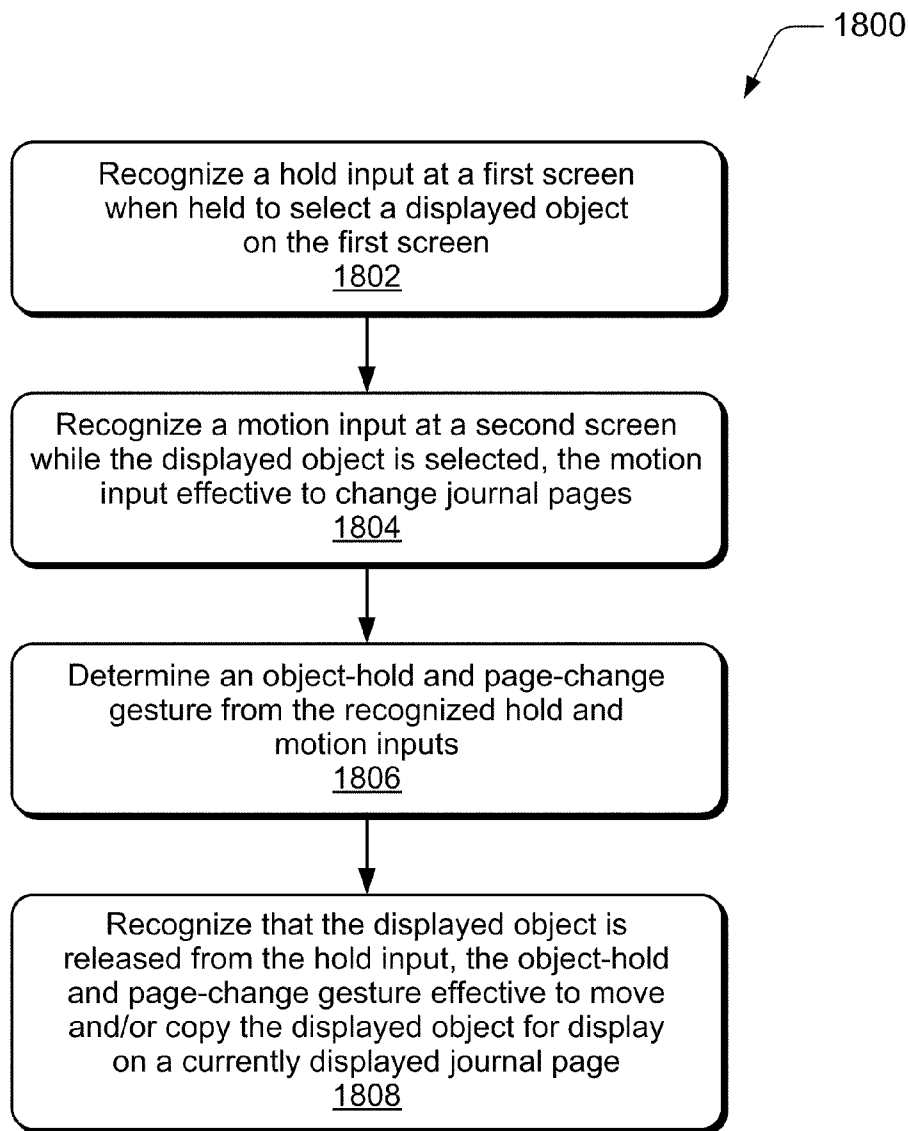 1800
Recognize a hold input at a first screen
when held to select a displayed object
on the first screen
1802
Recognize a motion input at a second screen
while the displayed object is selected, the motion
input effective to change journal pages
1804
Determine an object-hold and page-change
gesture from the recognized hold and
motion inputs
1806
Recognize that the displayed object is
released from the hold input, the object-hold
and page-change gesture effective to move
and/or copy the displayed object for display
on a currently displayed journal page
1808